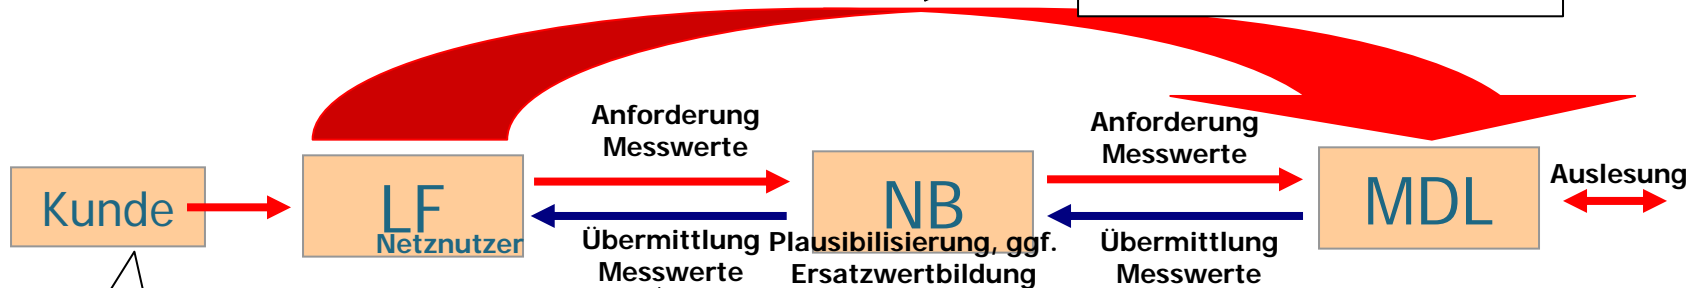 Anforderung
Messwerte
Anforderung
Messwerte
Kunde
LF
Netznutzer
NB
MDL
Auslesung
Übermittlung
Messwerte
Plausibilisierung, ggf.
Ersatzwertbildung
Übermittlung
Messwerte